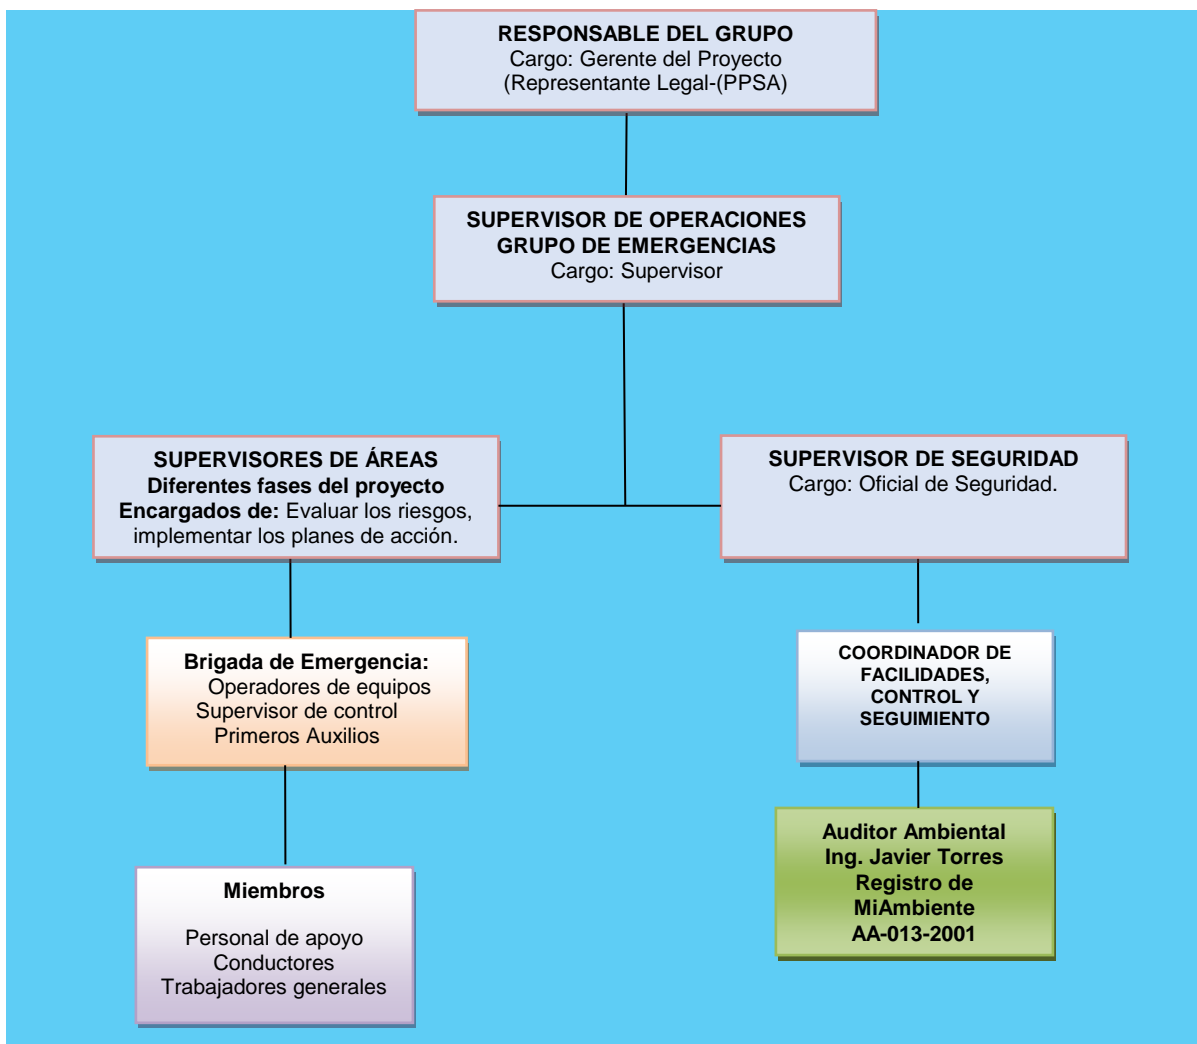 RESPONSABLE DEL GRUPO
Cargo: Gerente del Proyecto
(Representante Legal-(PPSA)
SUPERVISOR DE OPERACIONES
GRUPO DE EMERGENCIAS
Cargo: Supervisor
SUPERVISORES DE ÁREAS
Diferentes fases del proyecto
Encargados de: Evaluar los riesgos,
implementar los planes de acción.
SUPERVISOR DE SEGURIDAD
Cargo: Oficial de Seguridad.
Brigada de Emergencia:
Operadores de equipos
Supervisor de control
Primeros Auxilios
COORDINADOR DE
FACILIDADES,
CONTROL Y
SEGUIMIENTO
Miembros
Personal de apoyo
Conductores
Trabajadores generales
Auditor Ambiental
Ing. Javier Torres
Registro de
MiAmbiente
AA-013-2001